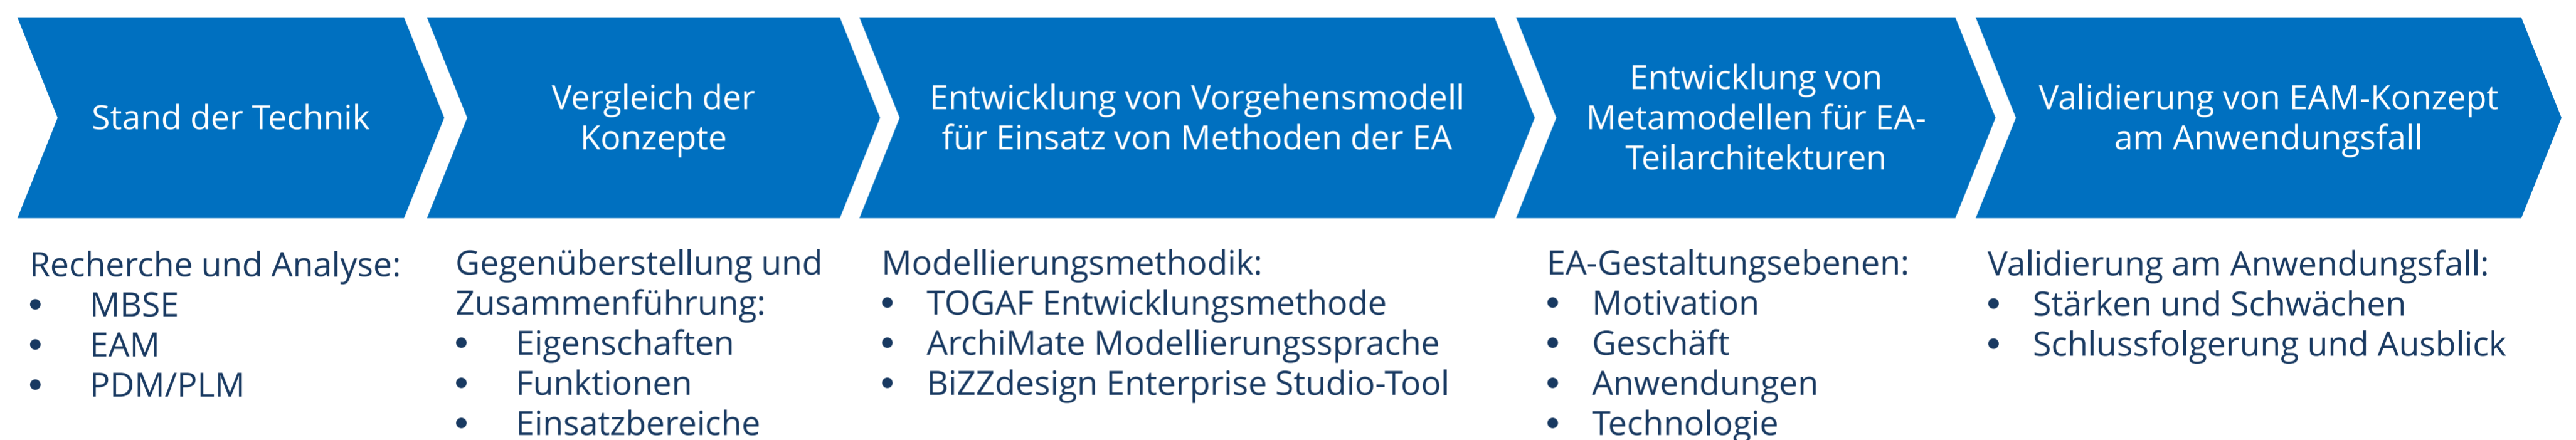 Stand der Technik
Vergleich der
Konzepte
Entwicklung von Vorgehensmodell
für Einsatz von Methoden der EA
Entwicklung von
Metamodellen für EA-
Teilarchitekturen
Validierung von EAM-Konzept
am Anwendungsfall
Recherche und Analyse:
• MBSE
• EAM
• PDM/PLM
Gegenüberstellung und
Zusammenführung:
• Eigenschaften
• Funktionen
• Einsatzbereiche
Modellierungsmethodik:
• TOGAF Entwicklungsmethode
• ArchiMate Modellierungssprache
• BiZZdesign Enterprise Studio-Tool
EA-Gestaltungsebenen:
• Motivation
• Geschäft
• Anwendungen
• Technologie
Validierung am Anwendungsfall:
• Stärken und Schwächen
• Schlussfolgerung und Ausblick